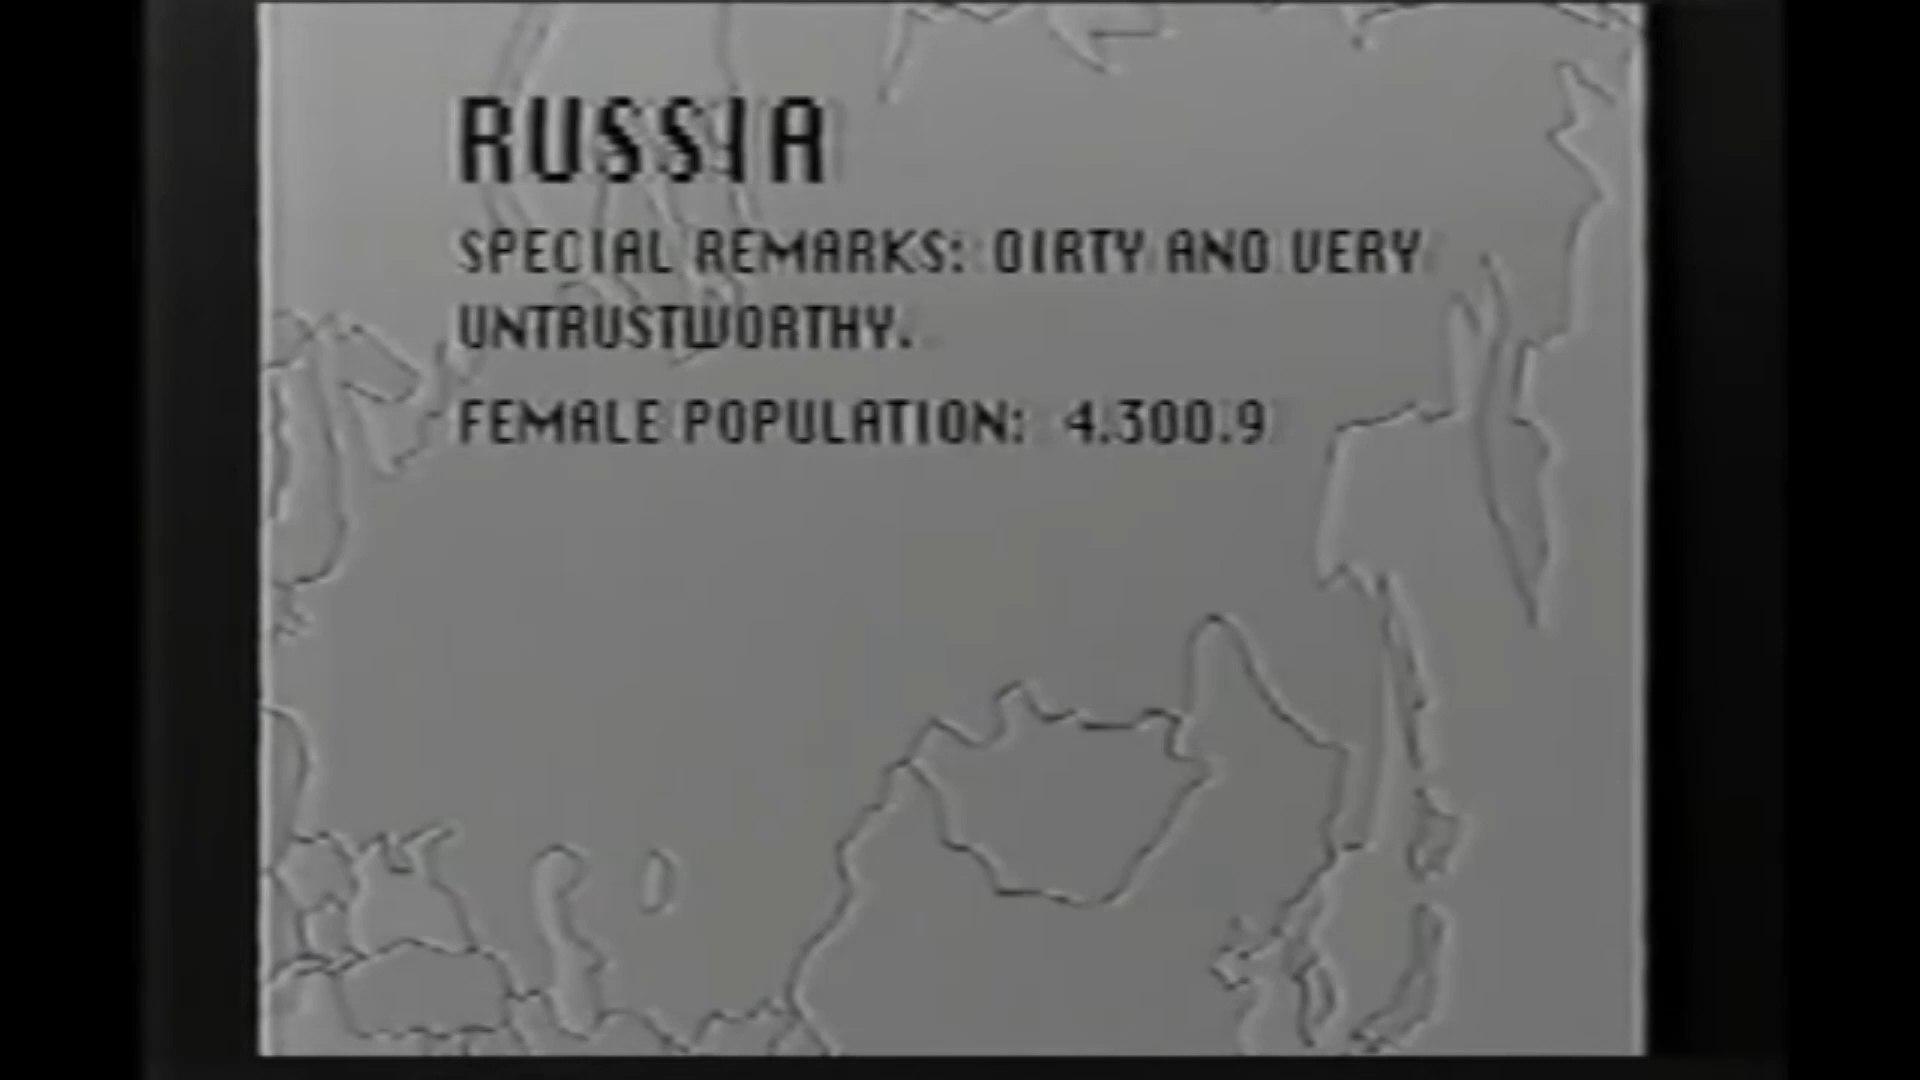 RUSSIA
SPECIAL REMARKS: DIRTY AND VERY
UNTRUSTWORTHY.
FEMALE POPULATION: 4.300.9